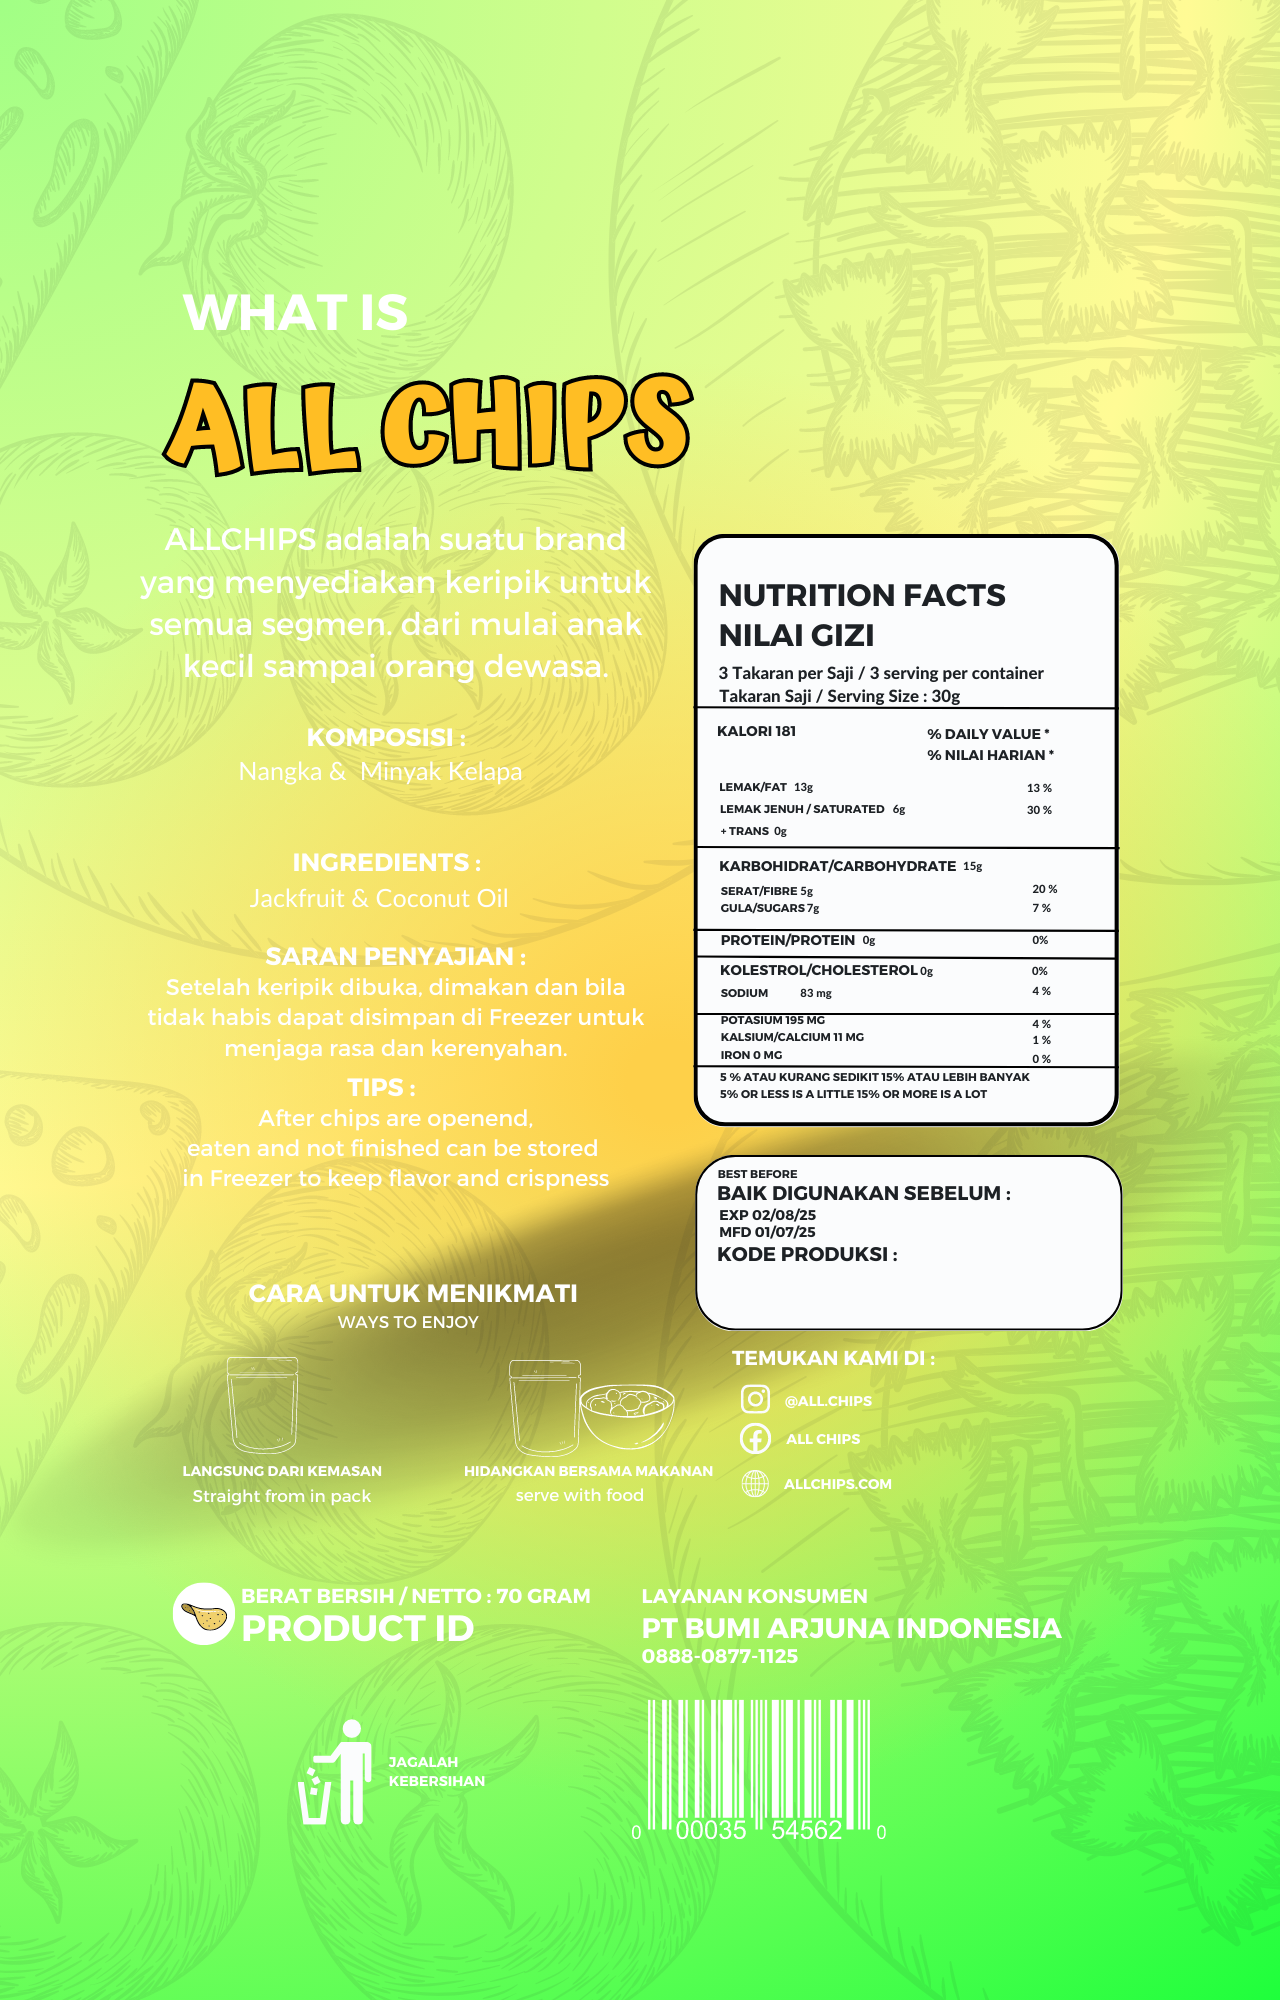 WHAT IS
ALL CHIPS
ALLCHIPS adalah suatu brand
yang menyediakan keripik untuk
semua segmen. dari mulai anak
kecil sampai orang dewasa.
KOMPOSISI :
Nangka & Minyak Kelapa
INGREDIENTS :
Jackfruit & Coconut Oil
SARAN PENYAJIAN :
Setelah keripik dibuka, dimakan dan bila
tidak habis dapat disimpan di Freezer untuk
menjaga rasa dan kerenyahan.
TIPS :
After chips are openend,
eaten and not finished can be stored
in Freezer to keep flavor and crispness
NUTRITION FACTS
NILAI GIZI
3 Takaran per Saji / 3 serving per container
Takaran Saji / Serving Size : 30g
KALORI 181
% DAILY VALUE *
% NILAI HARIAN *
LEMAK/FAT 13g 13 %
LEMAK JENUH / SATURATED 6g 30 %
+ TRANS 0g
KARBOHIDRAT/CARBOHYDRATE 15g
SERAT/FIBRE 5g 20 %
GULA/SUGARS 7g 7 %
PROTEIN/PROTEIN 0g 0%
KOLESTROL/CHOLESTEROL 0g 0%
SODIUM 83 mg 4 %
POTASIUM 195 MG 4 %
KALSIUM/CALCIUM 11 MG 1 %
IRON 0 MG 0 %
5 % ATAU KURANG SEDIKIT 15% ATAU LEBIH BANYAK
5% OR LESS IS A LITTLE 15% OR MORE IS A LOT
BEST BEFORE
BAIK DIGUNAKAN SEBELUM :
EXP 02/08/25
MFD 01/07/25
KODE PRODUKSI :
CARA UNTUK MENIKMATI
WAYS TO ENJOY
LANGSUNG DARI KEMASAN
Straight from in pack
HIDANGKAN BERSAMA MAKANAN
serve with food
TEMUKAN KAMI DI :
@ALL.CHIPS
ALL CHIPS
ALLCHIPS.COM
BERAT BERSIH / NETTO : 70 GRAM
PRODUCT ID
LAYANAN KONSUMEN
PT BUMI ARJUNA INDONESIA
0888-0877-1125
JAGALAH
KEBERSIHAN
0 00035 54562 0